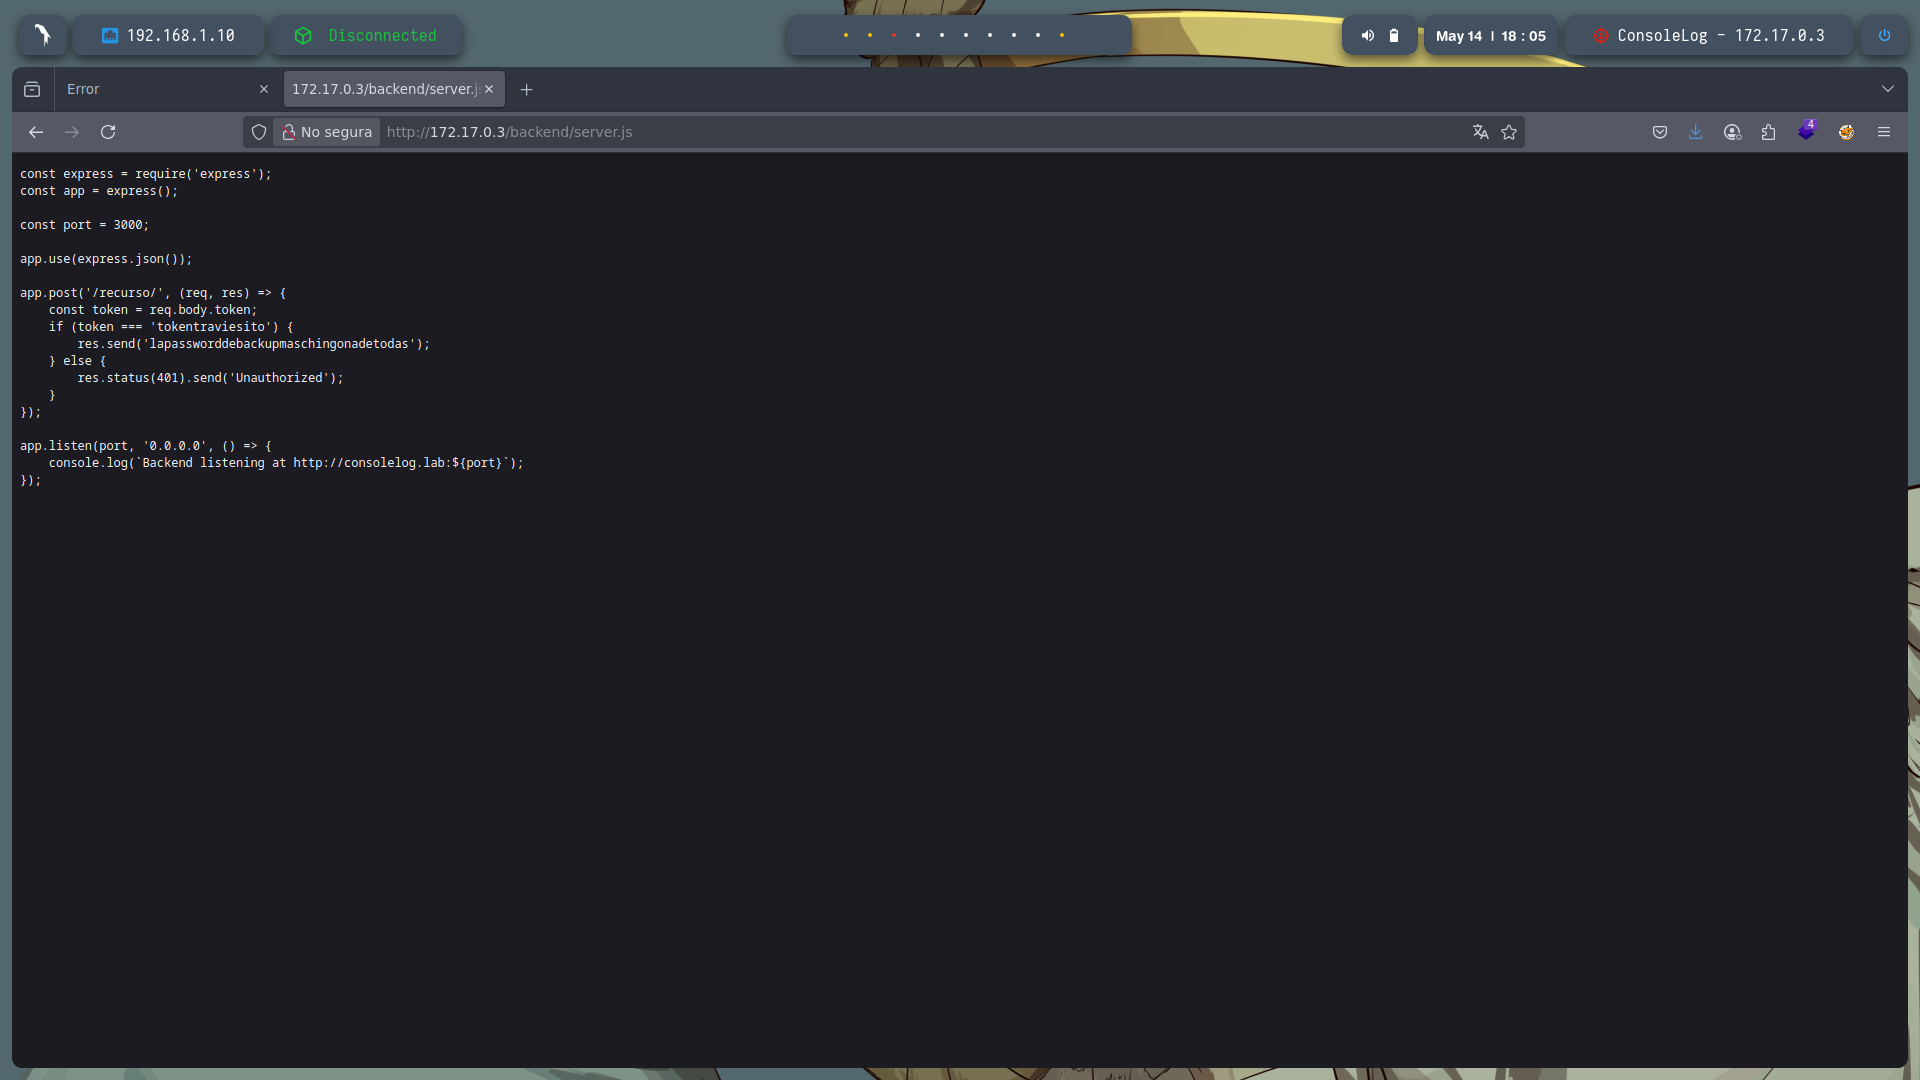 192.168.1.10
Disconnected
May 14 | 18 : 05
ConsoleLog - 172.17.0.3
Error
172.17.0.3/backend/server.js
No segura
http://172.17.0.3/backend/server.js
4
const express = require('express');
const app = express();
const port = 3000;
app.use(express.json());
app.post('/recurso/', (req, res) => {
    const token = req.body.token;
    if (token === 'tokentraviesito') {
        res.send('lapassworddebackupmaschingonadetodas');
    } else {
        res.status(401).send('Unauthorized');
    }
});
app.listen(port, '0.0.0.0', () => {
    console.log(`Backend listening at http://consolelog.lab:${port}`);
});